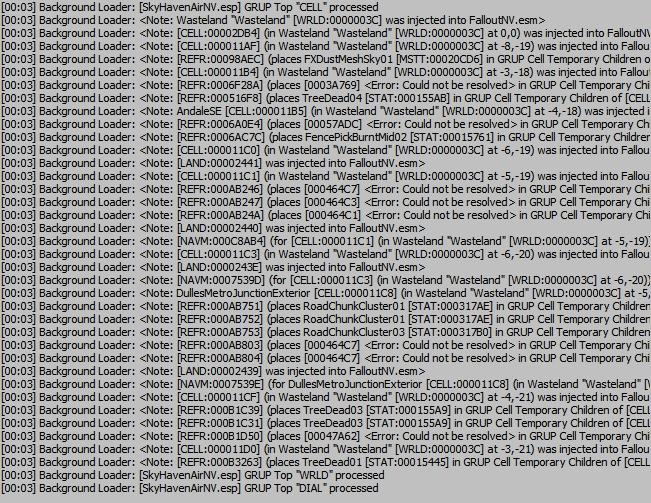 [00:03] Background Loader: [SkyHavenAirNV.esp] GRUP Top "CELL" processed
[00:03] Background Loader: <Note: Wasteland "Wasteland" [WRLD:0000003C] was injected into FalloutNV.esm>
[00:03] Background Loader: <Note: [CELL:00002DB4] (in Wasteland "Wasteland" [WRLD:0000003C] at 0,0) was injected into FalloutNV
[00:03] Background Loader: <Note: [CELL:000011AF] (in Wasteland "Wasteland" [WRLD:0000003C] at -8,-19) was injected into Fallou
[00:03] Background Loader: <Note: [REFR:00098AEC] (places FXDustMeshSky01 [MSTT:00020CD6] in GRUP Cell Temporary Children o
[00:03] Background Loader: <Note: [CELL:000011B4] (in Wasteland "Wasteland" [WRLD:0000003C] at -3,-18) was injected into Fallou
[00:03] Background Loader: <Note: [REFR:0006F28A] (places [0003A769] <Error: Could not be resolved> in GRUP Cell Temporary Chi
[00:03] Background Loader: <Note: [REFR:000516F8] (places TreeDead04 [STAT:000155AB] in GRUP Cell Temporary Children of [CELL
[00:03] Background Loader: <Note: AndaleSE [CELL:000011B5] (in Wasteland "Wasteland" [WRLD:0000003C] at -4,-18) was injected i
[00:03] Background Loader: <Note: [REFR:0006A0E4] (places [00057ADC] <Error: Could not be resolved> in GRUP Cell Temporary Ch
[00:03] Background Loader: <Note: [REFR:0006AC7C] (places FencePickBurntMid02 [STAT:00015761] in GRUP Cell Temporary Children
[00:03] Background Loader: <Note: [CELL:000011C0] (in Wasteland "Wasteland" [WRLD:0000003C] at -6,-19) was injected into Fallou
[00:03] Background Loader: <Note: [LAND:00002441] was injected into FalloutNV.esm>
[00:03] Background Loader: <Note: [CELL:000011C1] (in Wasteland "Wasteland" [WRLD:0000003C] at -5,-19) was injected into Fallou
[00:03] Background Loader: <Note: [REFR:000AB246] (places [000464C7] <Error: Could not be resolved> in GRUP Cell Temporary Chi
[00:03] Background Loader: <Note: [REFR:000AB247] (places [000464C3] <Error: Could not be resolved> in GRUP Cell Temporary Chi
[00:03] Background Loader: <Note: [REFR:000AB24A] (places [000464C1] <Error: Could not be resolved> in GRUP Cell Temporary Chi
[00:03] Background Loader: <Note: [LAND:00002440] was injected into FalloutNV.esm>
[00:03] Background Loader: <Note: [NAVM:000C8AB4] (for [CELL:000011C1] (in Wasteland "Wasteland" [WRLD:0000003C] at -5,-19))
[00:03] Background Loader: <Note: [CELL:000011C3] (in Wasteland "Wasteland" [WRLD:0000003C] at -6,-20) was injected into Fallou
[00:03] Background Loader: <Note: [LAND:0000243E] was injected into FalloutNV.esm>
[00:03] Background Loader: <Note: [NAVM:0007539D] (for [CELL:000011C3] (in Wasteland "Wasteland" [WRLD:0000003C] at -6,-20))
[00:03] Background Loader: <Note: DullesMetroJunctionExterior [CELL:000011C8] (in Wasteland "Wasteland" [WRLD:0000003C] at -5,
[00:03] Background Loader: <Note: [REFR:000AB751] (places RoadChunkCluster01 [STAT:000317AE] in GRUP Cell Temporary Children
[00:03] Background Loader: <Note: [REFR:000AB752] (places RoadChunkCluster01 [STAT:000317AE] in GRUP Cell Temporary Children
[00:03] Background Loader: <Note: [REFR:000AB753] (places RoadChunkCluster03 [STAT:000317B0] in GRUP Cell Temporary Children
[00:03] Background Loader: <Note: [REFR:000AB803] (places [000464C7] <Error: Could not be resolved> in GRUP Cell Temporary Chi
[00:03] Background Loader: <Note: [REFR:000AB804] (places [000464C7] <Error: Could not be resolved> in GRUP Cell Temporary Chi
[00:03] Background Loader: <Note: [LAND:00002439] was injected into FalloutNV.esm>
[00:03] Background Loader: <Note: [NAVM:0007539E] (for DullesMetroJunctionExterior [CELL:000011C8] (in Wasteland "Wasteland" [W
[00:03] Background Loader: <Note: [CELL:000011CF] (in Wasteland "Wasteland" [WRLD:0000003C] at -4,-21) was injected into Fallou
[00:03] Background Loader: <Note: [REFR:000B1C39] (places TreeDead03 [STAT:000155A9] in GRUP Cell Temporary Children of [CEL
[00:03] Background Loader: <Note: [REFR:000B1C31] (places TreeDead03 [STAT:000155A9] in GRUP Cell Temporary Children of [CEL
[00:03] Background Loader: <Note: [REFR:000B1D50] (places [00047A62] <Error: Could not be resolved> in GRUP Cell Temporary Chi
[00:03] Background Loader: <Note: [CELL:000011D0] (in Wasteland "Wasteland" [WRLD:0000003C] at -3,-21) was injected into Fallou
[00:03] Background Loader: <Note: [REFR:000B3263] (places TreeDead01 [STAT:00015445] in GRUP Cell Temporary Children of [CEL
[00:03] Background Loader: [SkyHavenAirNV.esp] GRUP Top "WRLD" processed
[00:03] Background Loader: [SkyHavenAirNV.esp] GRUP Top "DIAL" processed